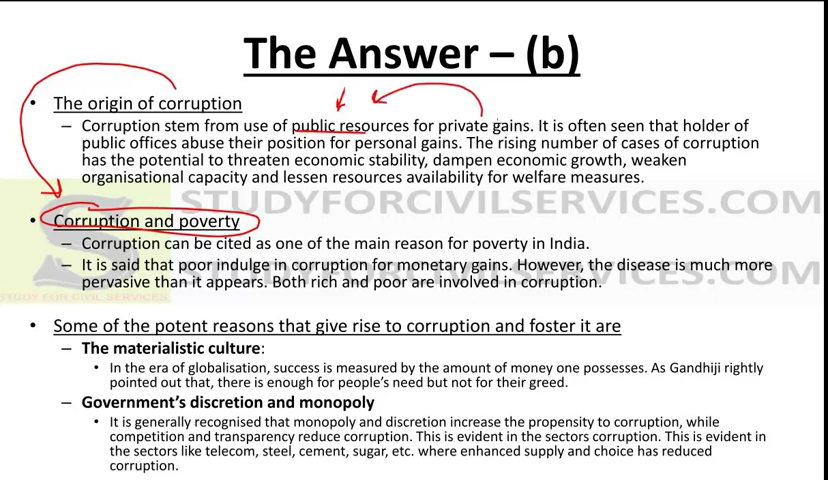 The Answer – (b)
• The origin of corruption
– Corruption stem from use of public resources for private gains. It is often seen that holder of
public offices abuse their position for personal gains. The rising number of cases of corruption
has the potential to threaten economic stability, dampen economic growth, weaken
organisational capacity and lessen resources availability for welfare measures.
STUDYFORCIVILSERVICES.COM
• Corruption and poverty
– Corruption can be cited as one of the main reason for poverty in India.
– It is said that poor indulge in corruption for monetary gains. However, the disease is much more
pervasive than it appears. Both rich and poor are involved in corruption.
STUDYFORCIVILSERVICES.COM
STUDY FOR CIVIL SERVICES
• Some of the potent reasons that give rise to corruption and foster it are
– The materialistic culture:
• In the era of globalisation, success is measured by the amount of money one possesses. As Gandhiji rightly
pointed out that, there is enough for people's need but not for their greed.
– Government's discretion and monopoly
• It is generally recognised that monopoly and discretion increase the propensity to corruption, while
competition and transparency reduce corruption. This is evident in the sectors corruption. This is evident in
the sectors like telecom, steel, cement, sugar, etc. where enhanced supply and choice has reduced
corruption.